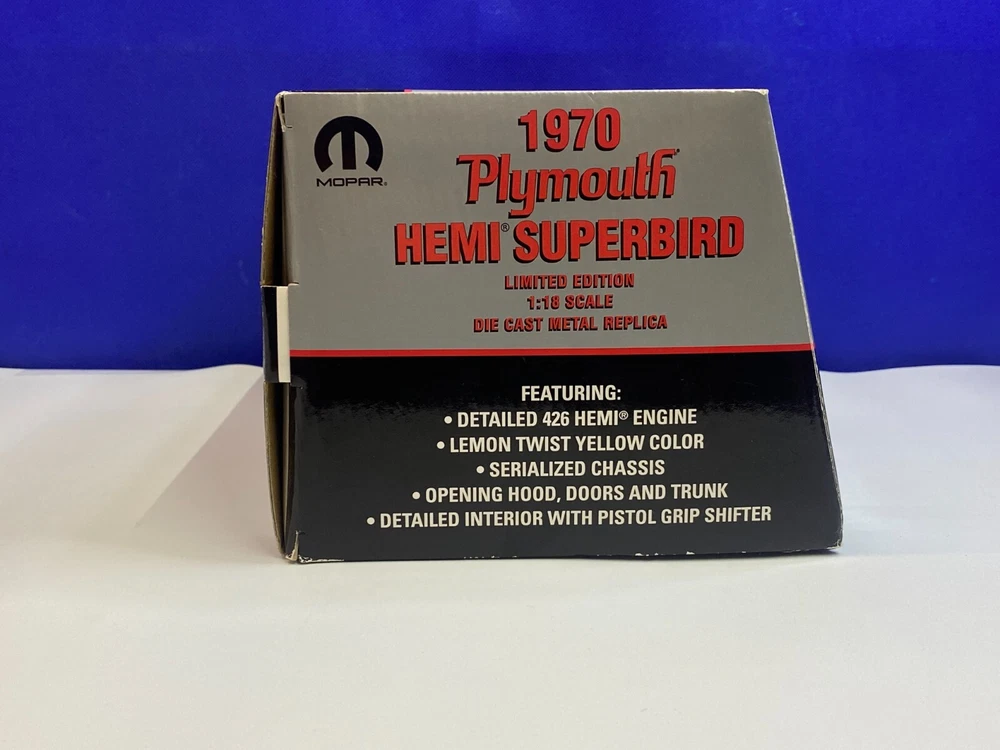 MOPAR®
1970
Plymouth
HEMI® SUPERBIRD
LIMITED EDITION
1:18 SCALE
DIE CAST METAL REPLICA
FEATURING:
• DETAILED 426 HEMI® ENGINE
• LEMON TWIST YELLOW COLOR
• SERIALIZED CHASSIS
• OPENING HOOD, DOORS AND TRUNK
• DETAILED INTERIOR WITH PISTOL GRIP SHIFTER